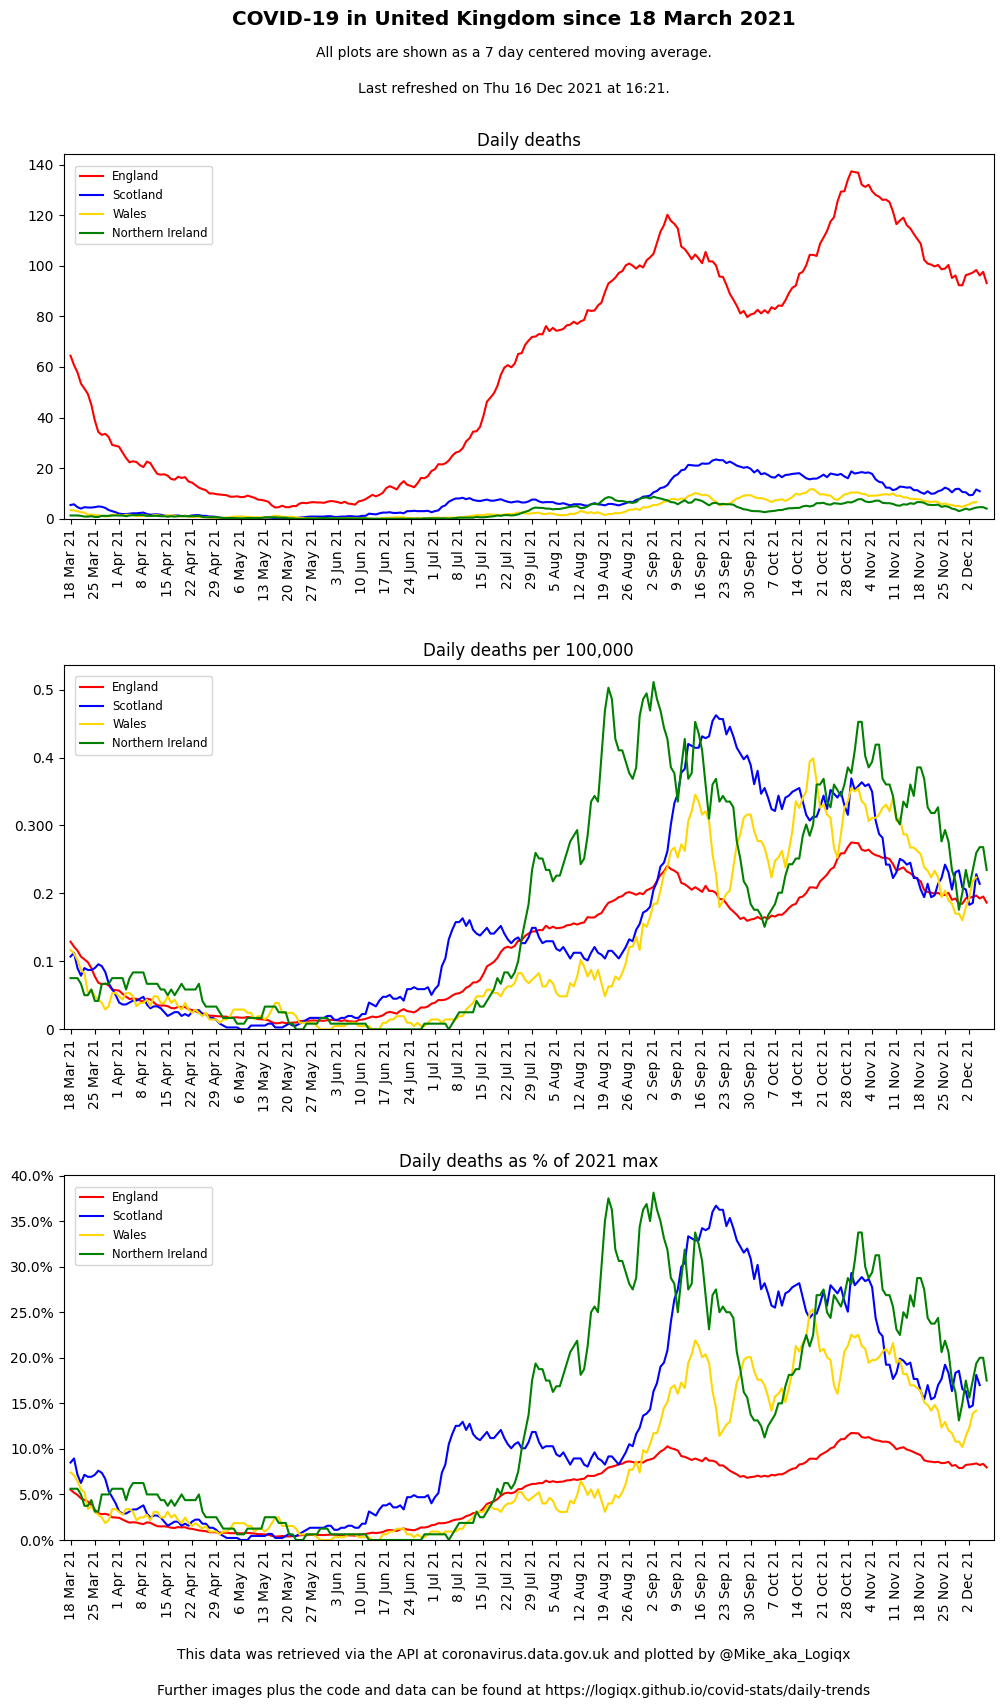 COVID-19 in United Kingdom since 18 March 2021
All plots are shown as a 7 day centered moving average.
Last refreshed on Thu 16 Dec 2021 at 16:21.
Daily deaths
England
Scotland
Wales
Northern Ireland
140
120
100
80
60
40
20
0
18 Mar 21
25 Mar 21
1 Apr 21
8 Apr 21
15 Apr 21
22 Apr 21
29 Apr 21
6 May 21
13 May 21
20 May 21
27 May 21
3 Jun 21
10 Jun 21
17 Jun 21
24 Jun 21
1 Jul 21
8 Jul 21
15 Jul 21
22 Jul 21
29 Jul 21
5 Aug 21
12 Aug 21
19 Aug 21
26 Aug 21
2 Sep 21
9 Sep 21
16 Sep 21
23 Sep 21
30 Sep 21
7 Oct 21
14 Oct 21
21 Oct 21
28 Oct 21
4 Nov 21
11 Nov 21
18 Nov 21
25 Nov 21
2 Dec 21
Daily deaths per 100,000
England
Scotland
Wales
Northern Ireland
0.5
0.4
0.300
0.2
0.1
0
18 Mar 21
25 Mar 21
1 Apr 21
8 Apr 21
15 Apr 21
22 Apr 21
29 Apr 21
6 May 21
13 May 21
20 May 21
27 May 21
3 Jun 21
10 Jun 21
17 Jun 21
24 Jun 21
1 Jul 21
8 Jul 21
15 Jul 21
22 Jul 21
29 Jul 21
5 Aug 21
12 Aug 21
19 Aug 21
26 Aug 21
2 Sep 21
9 Sep 21
16 Sep 21
23 Sep 21
30 Sep 21
7 Oct 21
14 Oct 21
21 Oct 21
28 Oct 21
4 Nov 21
11 Nov 21
18 Nov 21
25 Nov 21
2 Dec 21
Daily deaths as % of 2021 max
England
Scotland
Wales
Northern Ireland
40.0%
35.0%
30.0%
25.0%
20.0%
15.0%
10.0%
5.0%
0.0%
18 Mar 21
25 Mar 21
1 Apr 21
8 Apr 21
15 Apr 21
22 Apr 21
29 Apr 21
6 May 21
13 May 21
20 May 21
27 May 21
3 Jun 21
10 Jun 21
17 Jun 21
24 Jun 21
1 Jul 21
8 Jul 21
15 Jul 21
22 Jul 21
29 Jul 21
5 Aug 21
12 Aug 21
19 Aug 21
26 Aug 21
2 Sep 21
9 Sep 21
16 Sep 21
23 Sep 21
30 Sep 21
7 Oct 21
14 Oct 21
21 Oct 21
28 Oct 21
4 Nov 21
11 Nov 21
18 Nov 21
25 Nov 21
2 Dec 21
This data was retrieved via the API at coronavirus.data.gov.uk and plotted by @Mike_aka_Logiqx
Further images plus the code and data can be found at https://logiqx.github.io/covid-stats/daily-trends